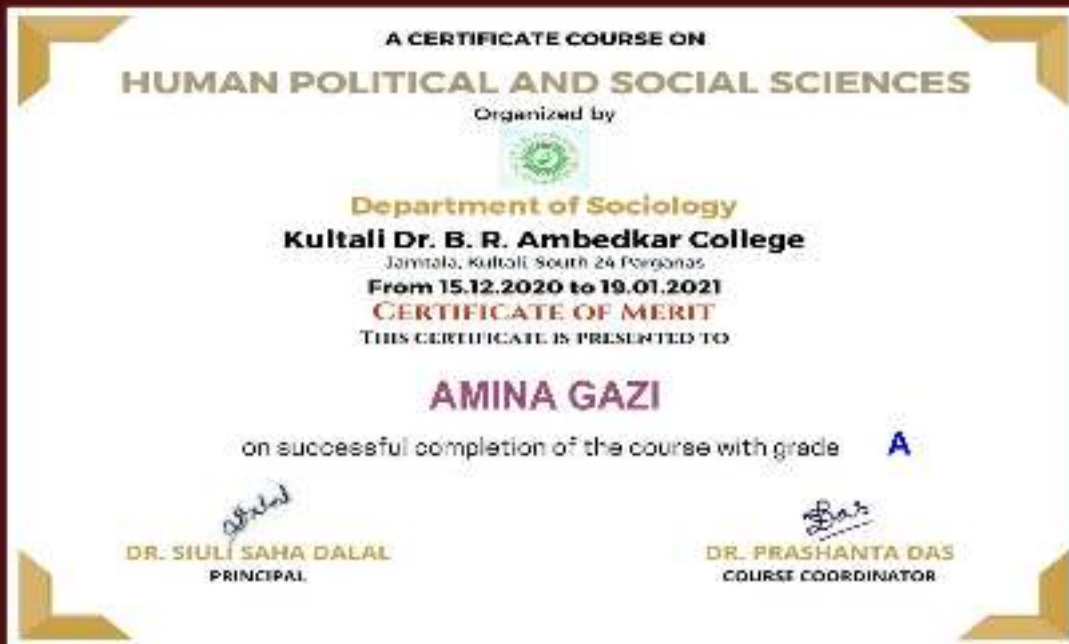 A CERTIFICATE COURSE ON
HUMAN POLITICAL AND SOCIAL SCIENCES
Organized by
Department of Sociology
Kultali Dr. B. R. Ambedkar College
Jamtala, Kultali, South 24 Parganas
From 15.12.2020 to 19.01.2021
CERTIFICATE OF MERIT
THIS CERTIFICATE IS PRESENTED TO
AMINA GAZI
on successful completion of the course with grade A
Das
DR. SIULI SAHA DALAL
DR. PRASHANTA DAS
PRINCIPAL
COURSE COORDINATOR